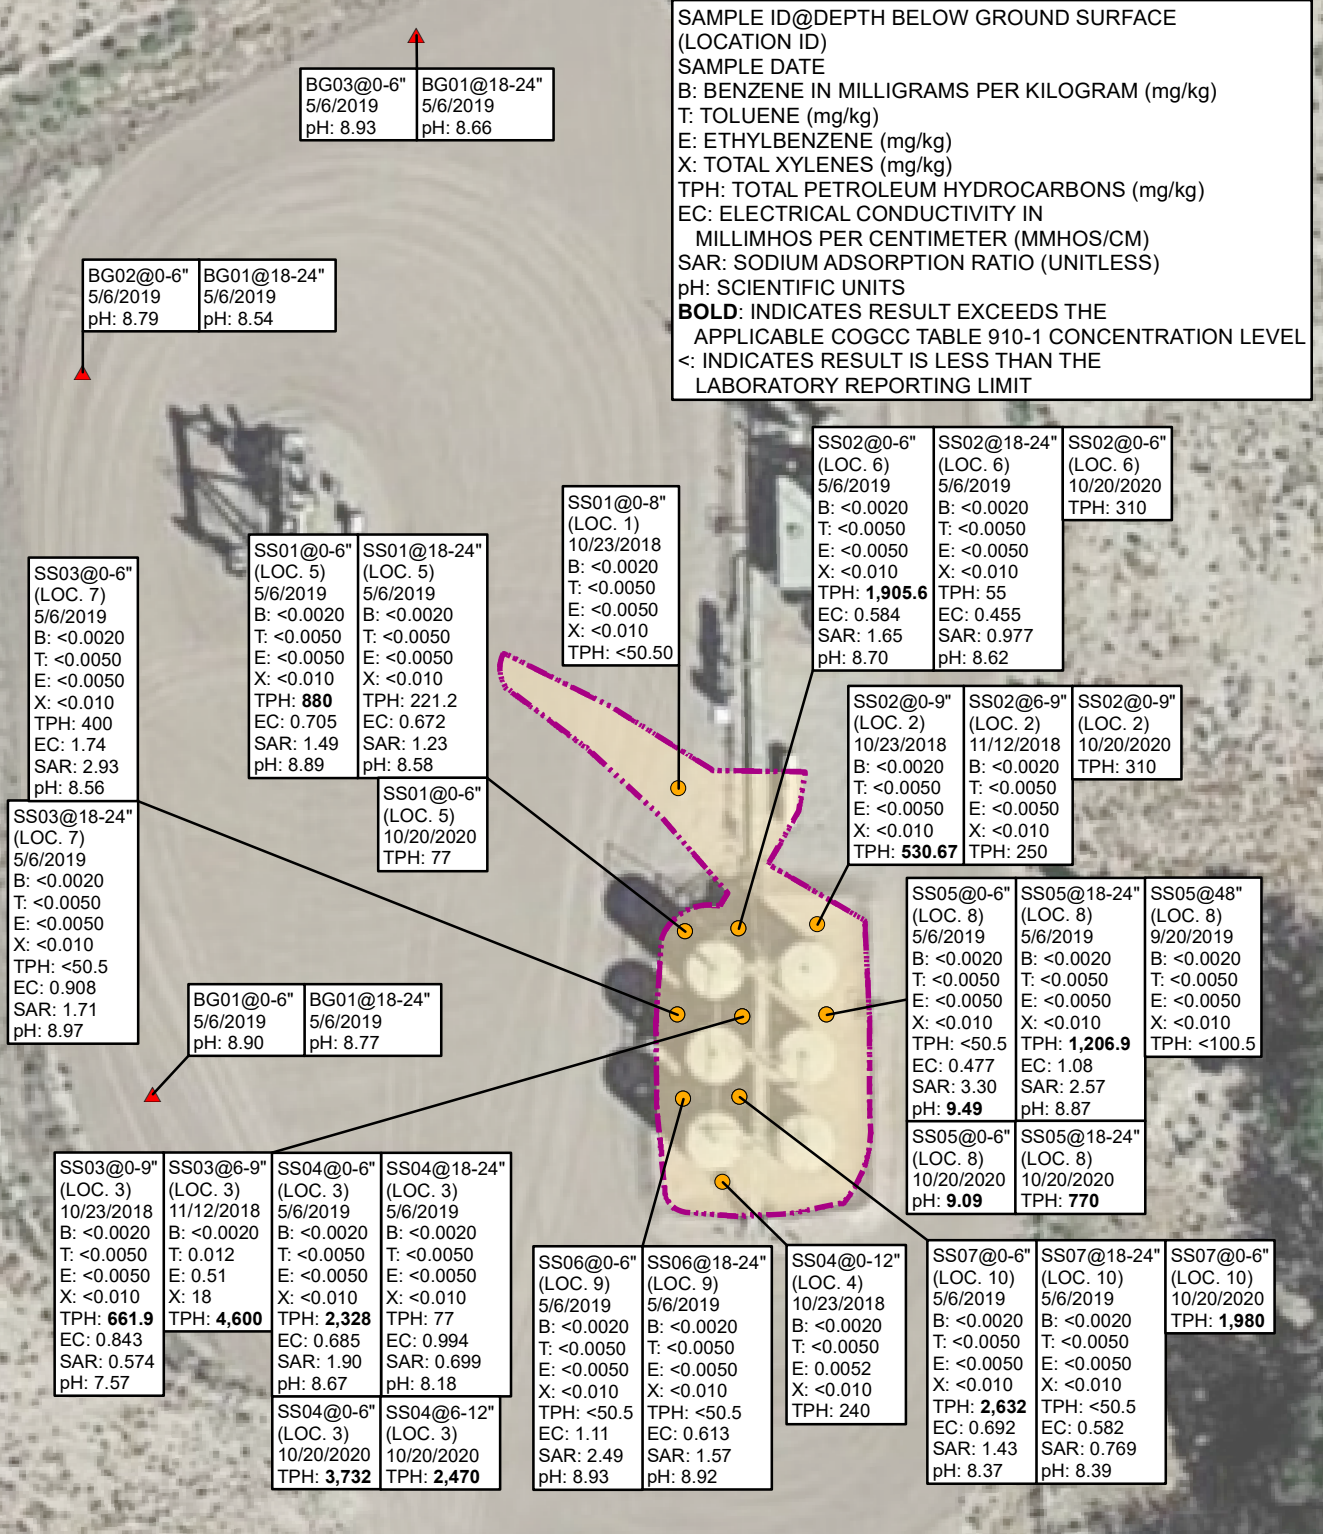 SAMPLE ID@DEPTH BELOW GROUND SURFACE
(LOCATION ID)
SAMPLE DATE
B: BENZENE IN MILLIGRAMS PER KILOGRAM (mg/kg)
T: TOLUENE (mg/kg)
E: ETHYLBENZENE (mg/kg)
X: TOTAL XYLENES (mg/kg)
TPH: TOTAL PETROLEUM HYDROCARBONS (mg/kg)
EC: ELECTRICAL CONDUCTIVITY IN
MILLIMHOS PER CENTIMETER (MMHOS/CM)
SAR: SODIUM ADSORPTION RATIO (UNITLESS)
pH: SCIENTIFIC UNITS
BOLD: INDICATES RESULT EXCEEDS THE
APPLICABLE COGCC TABLE 910-1 CONCENTRATION LEVEL
<: INDICATES RESULT IS LESS THAN THE
LABORATORY REPORTING LIMIT
BG03@0-6"
5/6/2019
pH: 8.93
BG01@18-24"
5/6/2019
pH: 8.66
BG02@0-6"
5/6/2019
pH: 8.79
BG01@18-24"
5/6/2019
pH: 8.54
SS02@0-6"
(LOC. 6)
5/6/2019
B: <0.0020
T: <0.0050
E: <0.0050
X: <0.010
TPH: 1,905.6
EC: 0.584
SAR: 1.65
pH: 8.70
SS02@18-24"
(LOC. 6)
5/6/2019
B: <0.0020
T: <0.0050
E: <0.0050
X: <0.010
TPH: 55
EC: 0.455
SAR: 0.977
pH: 8.62
SS02@0-6"
(LOC. 6)
10/20/2020
TPH: 310
SS01@0-8"
(LOC. 1)
10/23/2018
B: <0.0020
T: <0.0050
E: <0.0050
X: <0.010
TPH: <50.50
SS01@0-6"
(LOC. 5)
5/6/2019
B: <0.0020
T: <0.0050
E: <0.0050
X: <0.010
TPH: 880
EC: 0.705
SAR: 1.49
pH: 8.89
SS01@18-24"
(LOC. 5)
5/6/2019
B: <0.0020
T: <0.0050
E: <0.0050
X: <0.010
TPH: 221.2
EC: 0.672
SAR: 1.23
pH: 8.58
SS01@0-6"
(LOC. 5)
10/20/2020
TPH: 77
SS03@0-6"
(LOC. 7)
5/6/2019
B: <0.0020
T: <0.0050
E: <0.0050
X: <0.010
TPH: 400
EC: 1.74
SAR: 2.93
pH: 8.56
SS03@18-24"
(LOC. 7)
5/6/2019
B: <0.0020
T: <0.0050
E: <0.0050
X: <0.010
TPH: <50.5
EC: 0.908
SAR: 1.71
pH: 8.97
SS02@0-9"
(LOC. 2)
10/23/2018
B: <0.0020
T: <0.0050
E: <0.0050
X: <0.010
TPH: 530.67
SS02@6-9"
(LOC. 2)
11/12/2018
B: <0.0020
T: <0.0050
E: <0.0050
X: <0.010
TPH: 250
SS02@0-9"
(LOC. 2)
10/20/2020
TPH: 310
SS05@0-6"
(LOC. 8)
5/6/2019
B: <0.0020
T: <0.0050
E: <0.0050
X: <0.010
TPH: <50.5
EC: 0.477
SAR: 3.30
pH: 9.49
SS05@18-24"
(LOC. 8)
5/6/2019
B: <0.0020
T: <0.0050
E: <0.0050
X: <0.010
TPH: 1,206.9
EC: 1.08
SAR: 2.57
pH: 8.87
SS05@48"
(LOC. 8)
9/20/2019
B: <0.0020
T: <0.0050
E: <0.0050
X: <0.010
TPH: <100.5
SS05@0-6"
(LOC. 8)
10/20/2020
pH: 9.09
SS05@18-24"
(LOC. 8)
10/20/2020
TPH: 770
BG01@0-6"
5/6/2019
pH: 8.90
BG01@18-24"
5/6/2019
pH: 8.77
SS03@0-9"
(LOC. 3)
10/23/2018
B: <0.0020
T: <0.0050
E: <0.0050
X: <0.010
TPH: 661.9
EC: 0.843
SAR: 0.574
pH: 7.57
SS03@6-9"
(LOC. 3)
11/12/2018
B: <0.0020
T: 0.012
E: 0.51
X: 18
TPH: 4,600
SS04@0-6"
(LOC. 3)
5/6/2019
B: <0.0020
T: <0.0050
E: <0.0050
X: <0.010
TPH: 2,328
EC: 0.685
SAR: 1.90
pH: 8.67
SS04@18-24"
(LOC. 3)
5/6/2019
B: <0.0020
T: <0.0050
E: <0.0050
X: <0.010
TPH: 77
EC: 0.994
SAR: 0.699
pH: 8.18
SS04@0-6"
(LOC. 3)
10/20/2020
TPH: 3,732
SS04@6-12"
(LOC. 3)
10/20/2020
TPH: 2,470
SS06@0-6"
(LOC. 9)
5/6/2019
B: <0.0020
T: <0.0050
E: <0.0050
X: <0.010
TPH: <50.5
EC: 1.11
SAR: 2.49
pH: 8.93
SS06@18-24"
(LOC. 9)
5/6/2019
B: <0.0020
T: <0.0050
E: <0.0050
X: <0.010
TPH: <50.5
EC: 0.613
SAR: 1.57
pH: 8.92
SS04@0-12"
(LOC. 4)
10/23/2018
B: <0.0020
T: <0.0050
E: 0.0052
X: <0.010
TPH: 240
SS07@0-6"
(LOC. 10)
5/6/2019
B: <0.0020
T: <0.0050
E: <0.0050
X: <0.010
TPH: 2,632
EC: 0.692
SAR: 1.43
pH: 8.37
SS07@18-24"
(LOC. 10)
5/6/2019
B: <0.0020
T: <0.0050
E: <0.0050
X: <0.010
TPH: <50.5
EC: 0.582
SAR: 0.769
pH: 8.39
SS07@0-6"
(LOC. 10)
10/20/2020
TPH: 1,980